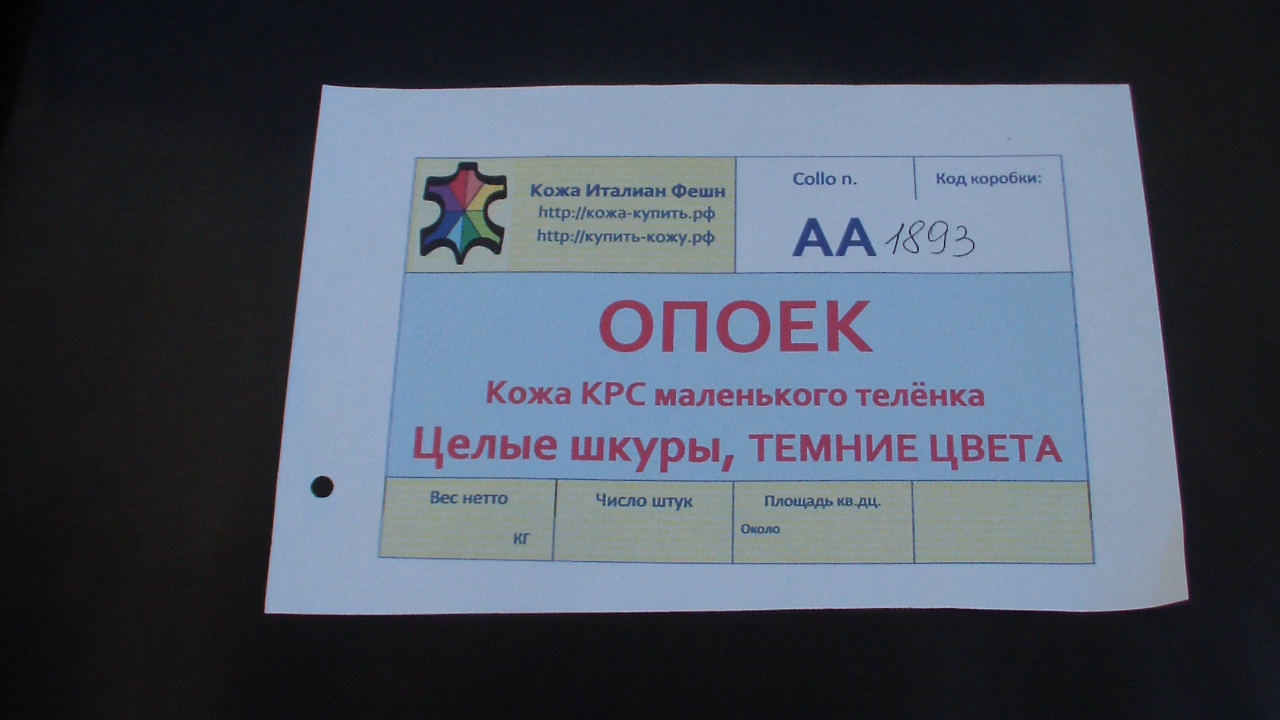 Кожа Италиан Фешн
http://кожа-купить.рф
http://купить-кожу.рф
Collo n.
Код коробки:
АА 1893
ОПОЕК
Кожа КРС маленького телёнка
Целые шкуры, ТЕМНИЕ ЦВЕТА
Вес нетто
кг
Число штук
Площадь кв.дц.
Около